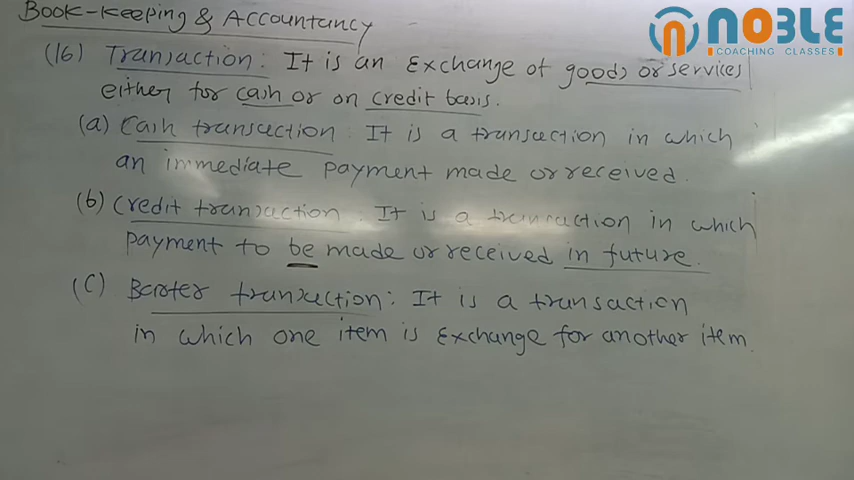 Book-Keeping & Accountancy
NOBLE
COACHING CLASSES
(16) Transaction: It is an Exchange of goods or services
either for cash or on credit basis.
(a) Cash transaction: It is a transaction in which
an immediate payment made or received.
(b) Credit transaction: It is a transaction in which
payment to be made or received in future.
(C) Barter transaction: It is a transaction
in which one item is Exchange for another item.